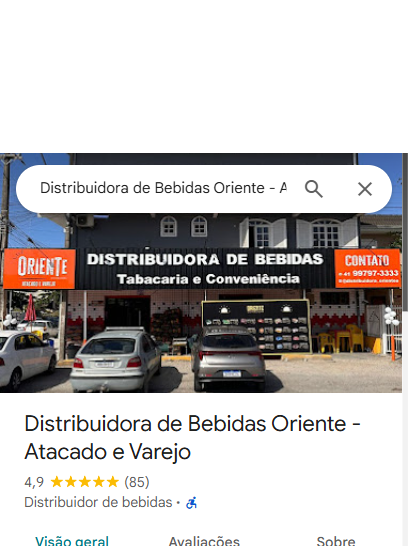 Distribuidora de Bebidas Oriente - A
DISTRIBUIDORA DE BEBIDAS
Tabacaria e Conveniência
ORIENTE
ATACADO E VAREJO
CONTATO
41 99797-3333
ORIENTE
Distribuidora de Bebidas Oriente -
Atacado e Varejo
4,9 (85)
Distribuidor de bebidas ·
Visão geral
Avaliações
Sobre